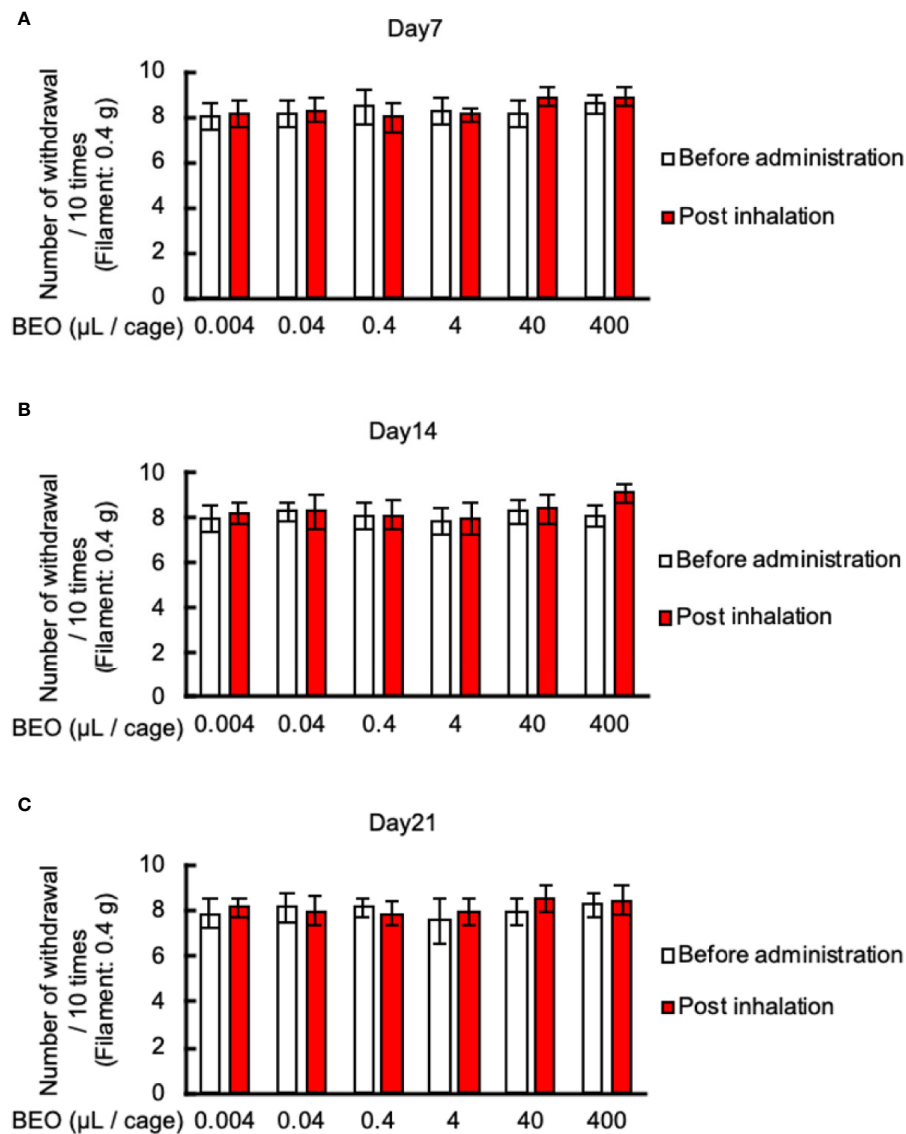 A
Day7
Number of withdrawal
/ 10 times
(Filament: 0.4 g)
10
8
6
4
2
0
Before administration
Post inhalation
BEO (µL / cage) 0.004 0.04 0.4 4 40 400
B
Day14
Number of withdrawal
/ 10 times
(Filament: 0.4 g)
10
8
6
4
2
0
Before administration
Post inhalation
BEO (µL / cage) 0.004 0.04 0.4 4 40 400
C
Day21
Number of withdrawal
/ 10 times
(Filament: 0.4 g)
10
8
6
4
2
0
Before administration
Post inhalation
BEO (µL / cage) 0.004 0.04 0.4 4 40 400